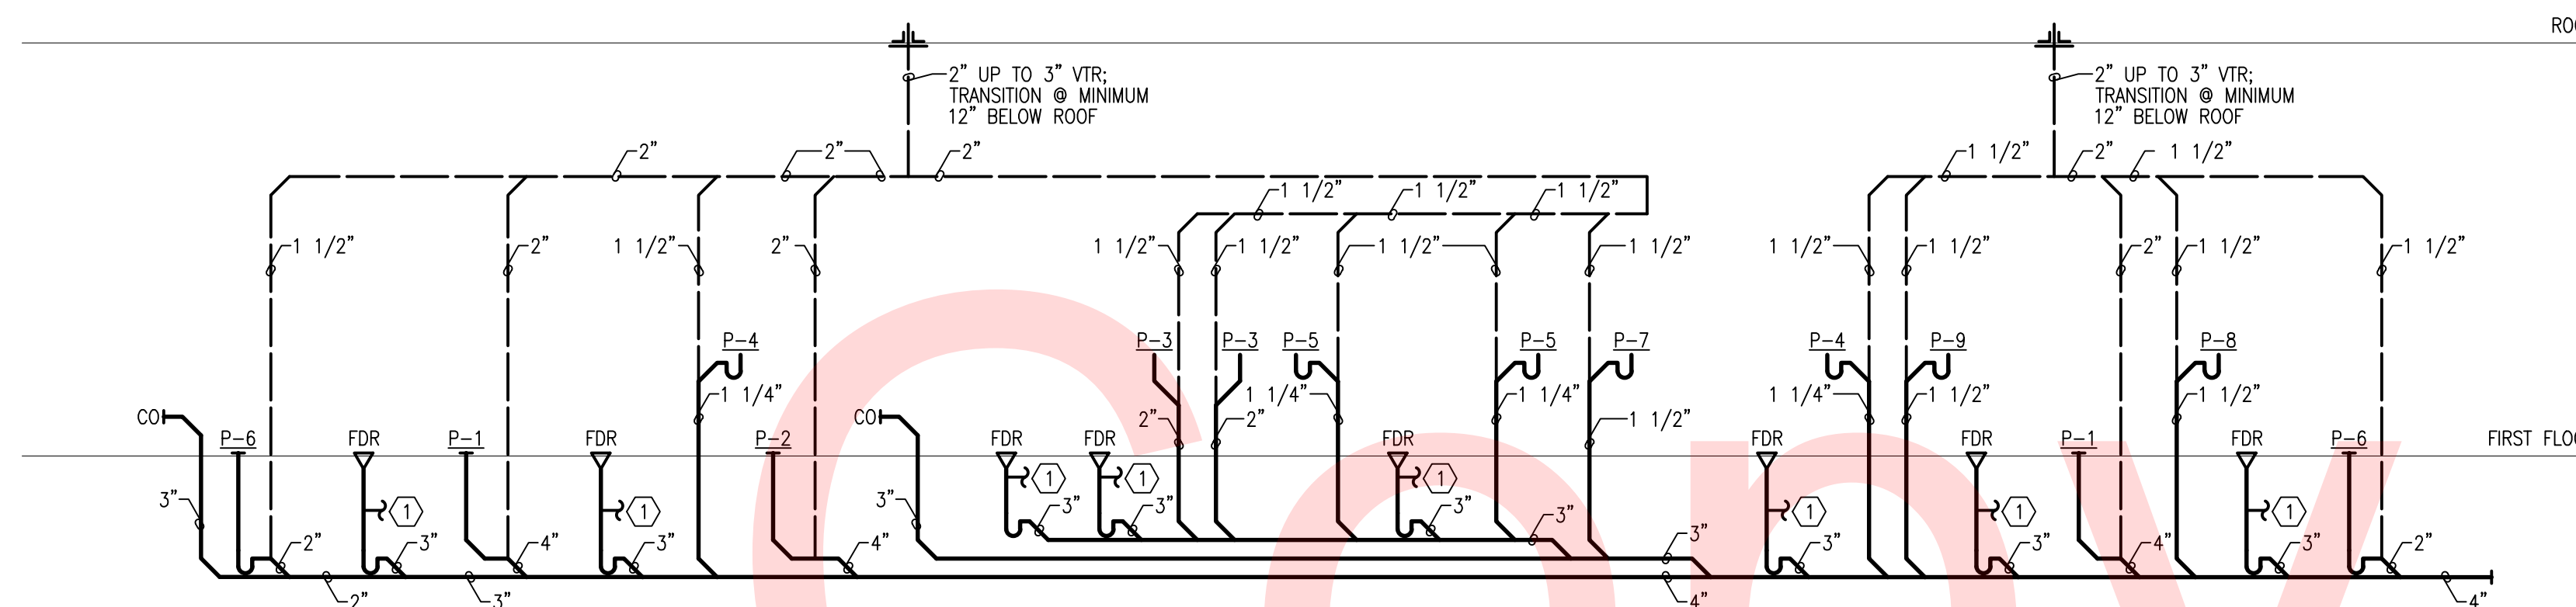 ROO
2" UP TO 3" VTR;
TRANSITION @ MINIMUM
12" BELOW ROOF
2" UP TO 3" VTR;
TRANSITION @ MINIMUM
12" BELOW ROOF
2" 2" 2" 1 1/2" 2" 1 1/2"
1 1/2" 1 1/2" 1 1/2"
1 1/2" 2" 1 1/2" 2" 1 1/2" 1 1/2" 1 1/2" 1 1/2" 1 1/2" 1 1/2" 2" 1 1/2" 1 1/2"
P-4 P-3 P-3 P-5 P-5 P-7 P-4 P-9 P-8
1 1/4" 1 1/4" 1 1/4" 1 1/4" 1 1/2" 1 1/2"
CO CO 2" 2" 1 1/2"
P-6 FDR P-1 FDR P-2 FDR FDR FDR FDR FDR P-1 FDR P-6 FIRST FLOO
1 1 1
3" 3" 3" 3" 3"
1 1 1 1 1
3" 3"
2" 3" 4" 3" 4" 3" 3" 4" 3" 2"
2" 3" 4" 4"
Conv